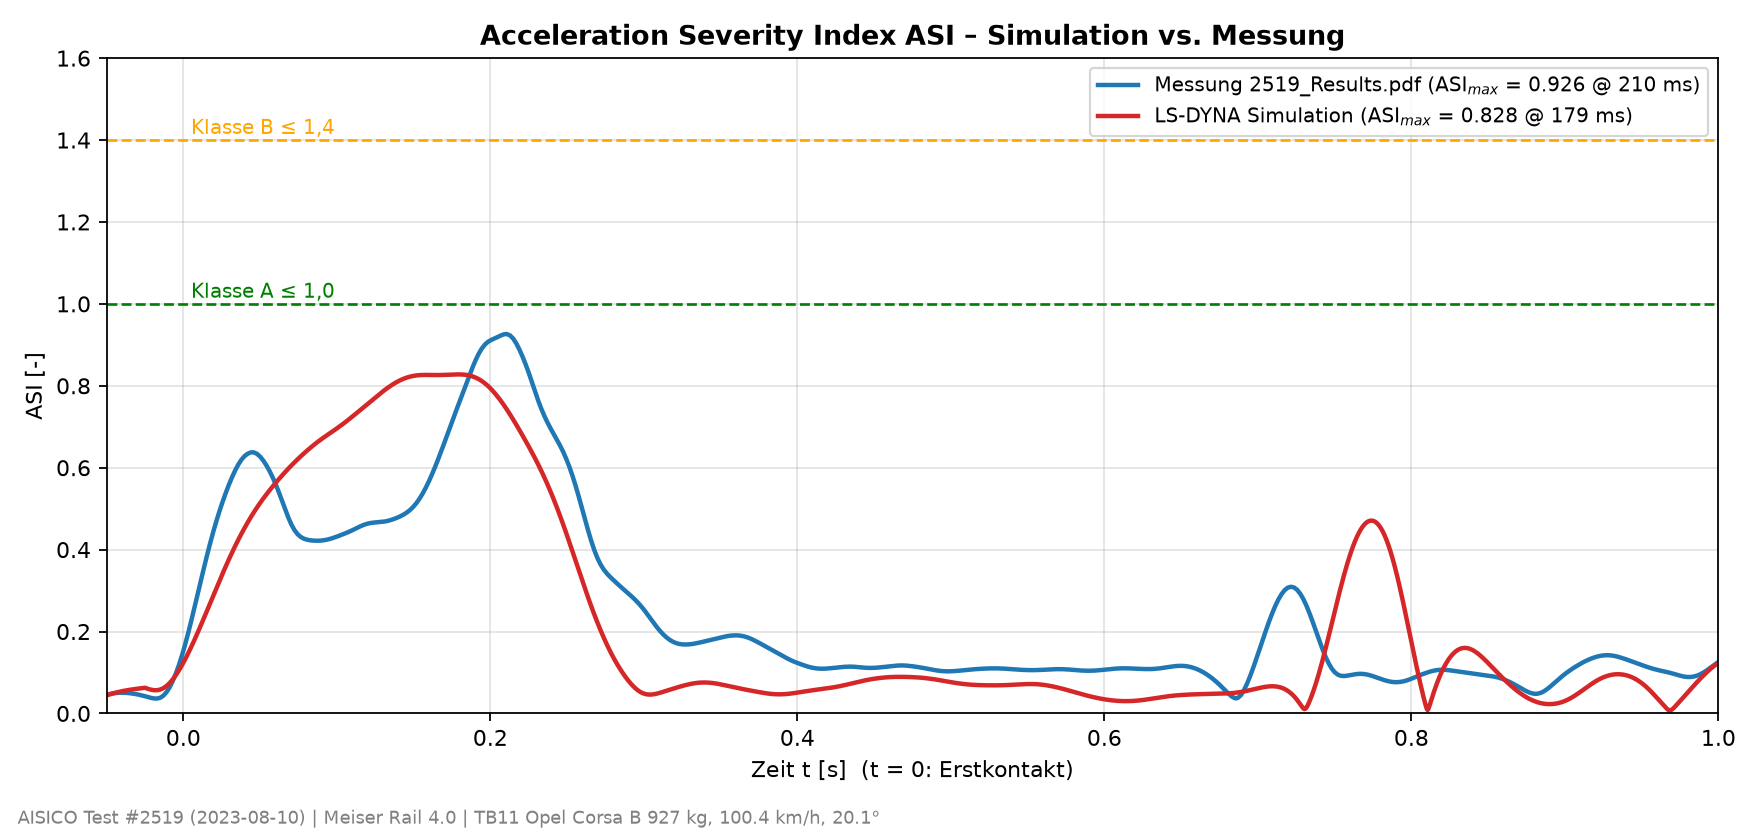 Acceleration Severity Index ASI – Simulation vs. Messung
Messung 2519_Results.pdf (ASImax = 0.926 @ 210 ms)
LS-DYNA Simulation (ASImax = 0.828 @ 179 ms)
Klasse B ≤ 1,4
Klasse A ≤ 1,0
ASI [-]
1.6
1.4
1.2
1.0
0.8
0.6
0.4
0.2
0.0
0.0 0.2 0.4 0.6 0.8 1.0
Zeit t [s]  (t = 0: Erstkontakt)
AISICO Test #2519 (2023-08-10) | Meiser Rail 4.0 | TB11 Opel Corsa B 927 kg, 100.4 km/h, 20.1°